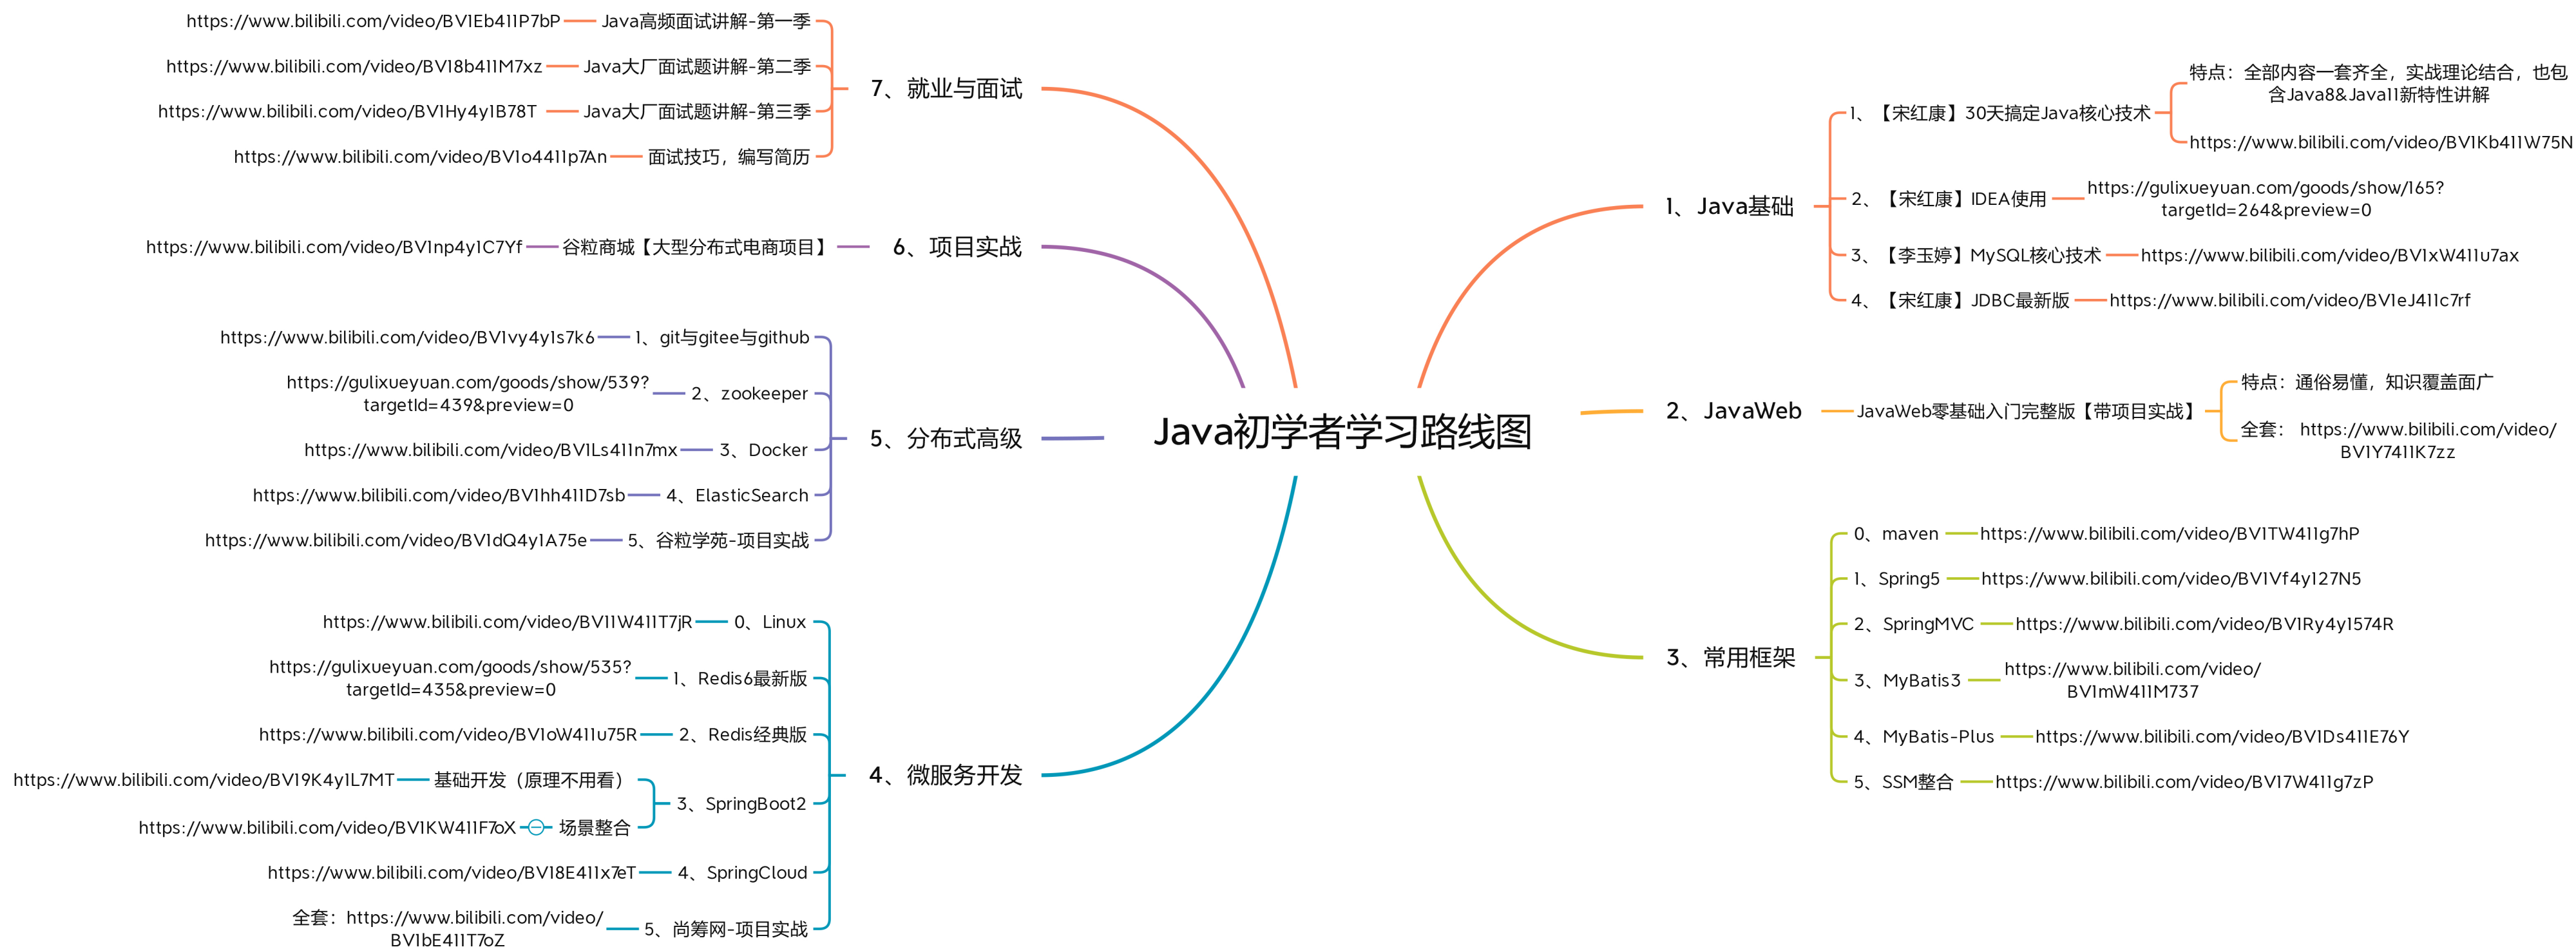 Java初学者学习路线图
1、Java基础
1、【宋红康】30天搞定Java核心技术
特点：全部内容一套齐全，实战理论结合，也包
含Java8&Java11新特性讲解
https://www.bilibili.com/video/BV1Kb411W75N
2、【宋红康】IDEA使用
https://gulixueyuan.com/goods/show/165?
targetId=264&preview=0
3、【李玉婷】MySQL核心技术
https://www.bilibili.com/video/BV1xW411u7ax
4、【宋红康】JDBC最新版
https://www.bilibili.com/video/BV1eJ411c7rf
2、JavaWeb
JavaWeb零基础入门完整版【带项目实战】
特点：通俗易懂，知识覆盖面广
全套： https://www.bilibili.com/video/
BV1Y7411K7zz
3、常用框架
0、maven
https://www.bilibili.com/video/BV1TW411g7hP
1、Spring5
https://www.bilibili.com/video/BV1Vf4y127N5
2、SpringMVC
https://www.bilibili.com/video/BV1Ry4y1574R
3、MyBatis3
https://www.bilibili.com/video/
BV1mW411M737
4、MyBatis-Plus
https://www.bilibili.com/video/BV1Ds411E76Y
5、SSM整合
https://www.bilibili.com/video/BV17W411g7zP
4、微服务开发
0、Linux
https://www.bilibili.com/video/BV11W411T7jR
1、Redis6最新版
https://gulixueyuan.com/goods/show/535?
targetId=435&preview=0
2、Redis经典版
https://www.bilibili.com/video/BV1oW411u75R
3、SpringBoot2
基础开发（原理不用看）
https://www.bilibili.com/video/BV19K4y1L7MT
场景整合
https://www.bilibili.com/video/BV1KW411F7oX
4、SpringCloud
https://www.bilibili.com/video/BV18E411x7eT
5、尚筹网-项目实战
全套：https://www.bilibili.com/video/
BV1bE411T7oZ
5、分布式高级
1、git与gitee与github
https://www.bilibili.com/video/BV1vy4y1s7k6
2、zookeeper
https://gulixueyuan.com/goods/show/539?
targetId=439&preview=0
3、Docker
https://www.bilibili.com/video/BV1Ls411n7mx
4、ElasticSearch
https://www.bilibili.com/video/BV1hh411D7sb
5、谷粒学苑-项目实战
https://www.bilibili.com/video/BV1dQ4y1A75e
6、项目实战
谷粒商城【大型分布式电商项目】
https://www.bilibili.com/video/BV1np4y1C7Yf
7、就业与面试
Java高频面试讲解-第一季
https://www.bilibili.com/video/BV1Eb411P7bP
Java大厂面试题讲解-第二季
https://www.bilibili.com/video/BV18b411M7xz
Java大厂面试题讲解-第三季
https://www.bilibili.com/video/BV1Hy4y1B78T
面试技巧，编写简历
https://www.bilibili.com/video/BV1o4411p7An